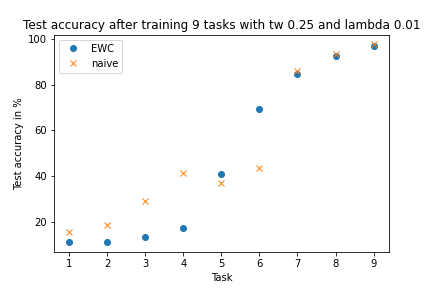 Test accuracy after training 9 tasks with tw 0.25 and lambda 0.01
100
80
60
40
20
Test accuracy in %
EWC
naive
1 2 3 4 5 6 7 8 9
Task